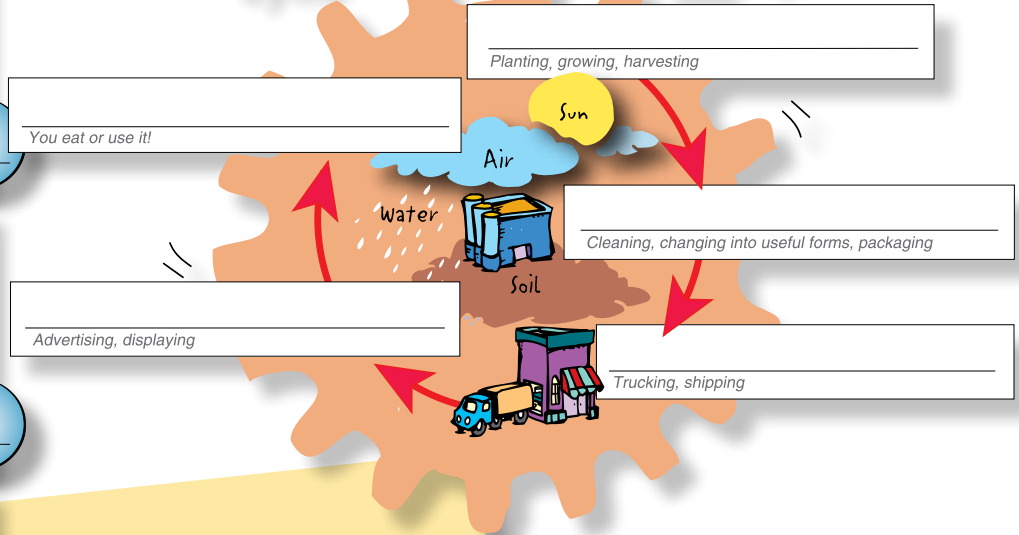 Planting, growing, harvesting
You eat or use it!
Sun
Air
Water
Cleaning, changing into useful forms, packaging
Soil
Advertising, displaying
Trucking, shipping